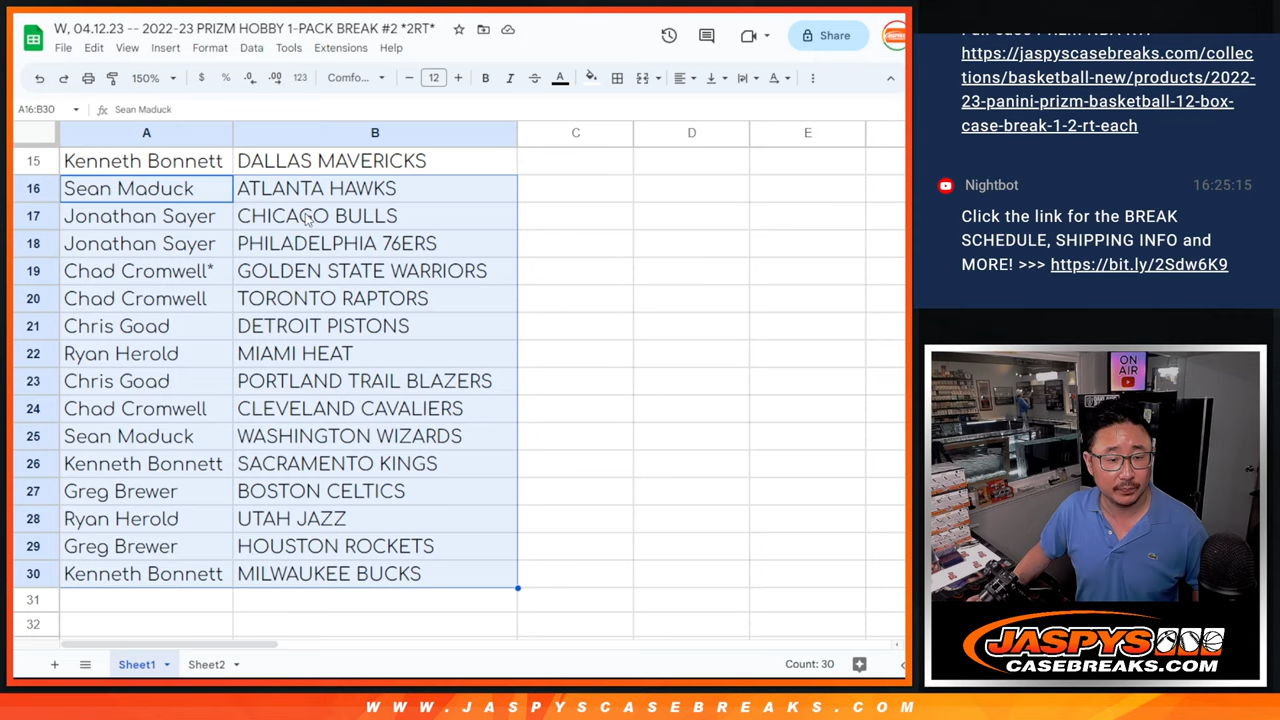 W, 04.12.23 -- 2022-23 PRIZM HOBBY 1-PACK BREAK #2 *2RT*
File Edit View Insert Format Data Tools Extensions Help
Share
150% $ % .0 .00 123 Comfo... 12 B I A
A16:B30 fx Sean Maduck
A B C D E
15 Kenneth Bonnett DALLAS MAVERICKS
16 Sean Maduck ATLANTA HAWKS
17 Jonathan Sayer CHICAGO BULLS
18 Jonathan Sayer PHILADELPHIA 76ERS
19 Chad Cromwell* GOLDEN STATE WARRIORS
20 Chad Cromwell TORONTO RAPTORS
21 Chris Goad DETROIT PISTONS
22 Ryan Herold MIAMI HEAT
23 Chris Goad PORTLAND TRAIL BLAZERS
24 Chad Cromwell CLEVELAND CAVALIERS
25 Sean Maduck WASHINGTON WIZARDS
26 Kenneth Bonnett SACRAMENTO KINGS
27 Greg Brewer BOSTON CELTICS
28 Ryan Herold UTAH JAZZ
29 Greg Brewer HOUSTON ROCKETS
30 Kenneth Bonnett MILWAUKEE BUCKS
31
32
Sheet1 Sheet2 Count: 30
https://jaspyscasebreaks.com/collec
tions/basketball-new/products/2022-
23-panini-prizm-basketball-12-box-
case-break-1-2-rt-each
Nightbot 16:25:15
Click the link for the BREAK
SCHEDULE, SHIPPING INFO and
MORE! >>> https://bit.ly/2Sdw6K9
ON
AIR
JASPYS
CASEBREAKS.COM
WWW.JASPYSCASEBREAKS.COM